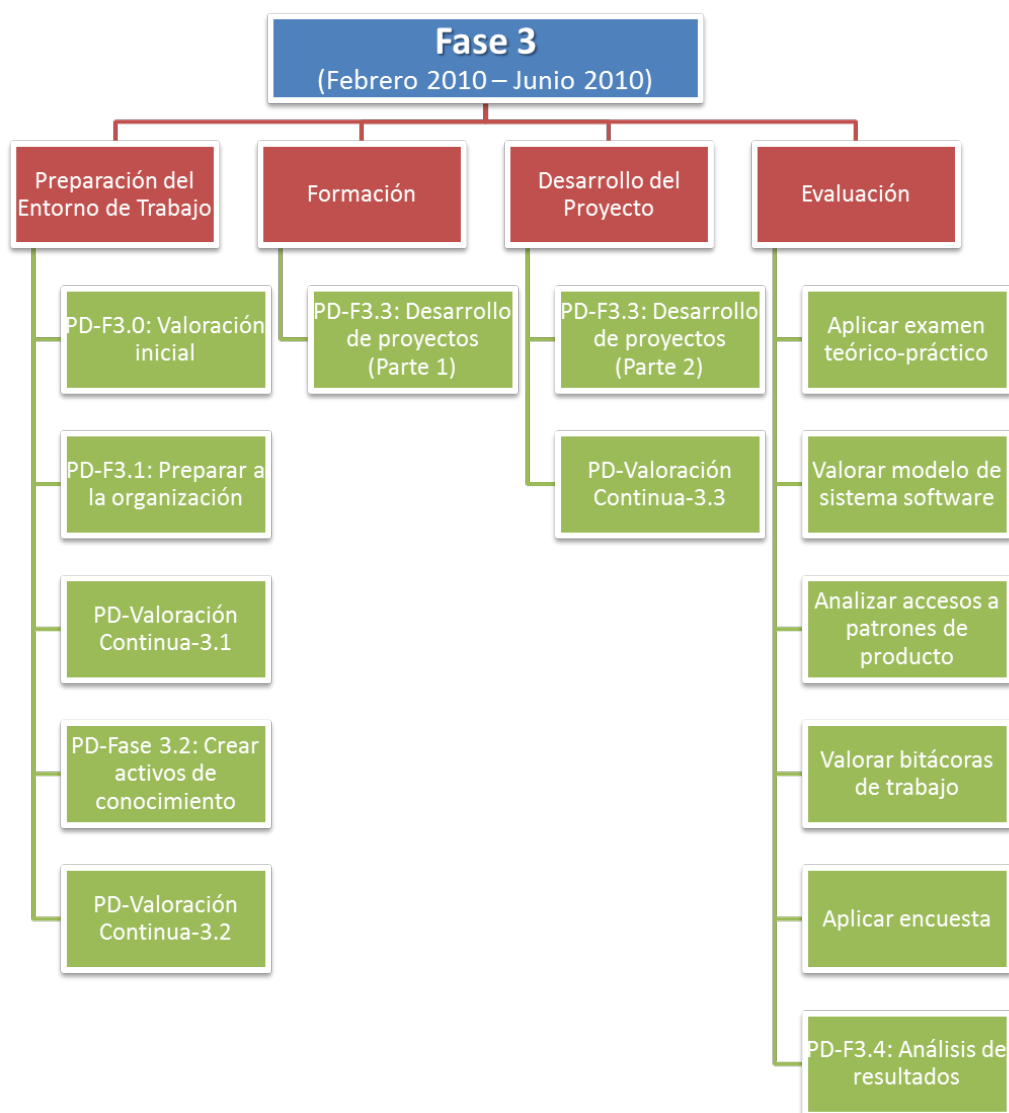 Fase 3
(Febrero 2010 – Junio 2010)
Preparación del
Entorno de Trabajo
Formación
Desarrollo del
Proyecto
Evaluación
PD-F3.0: Valoración
inicial
PD-F3.1: Preparar a
la organización
PD-Valoración
Continua-3.1
PD-Fase 3.2: Crear
activos de
conocimiento
PD-Valoración
Continua-3.2
PD-F3.3: Desarrollo
de proyectos
(Parte 1)
PD-F3.3: Desarrollo
de proyectos
(Parte 2)
PD-Valoración
Continua-3.3
Aplicar examen
teórico-práctico
Valorar modelo de
sistema software
Analizar accesos a
patrones de
producto
Valorar bitácoras
de trabajo
Aplicar encuesta
PD-F3.4: Análisis de
resultados